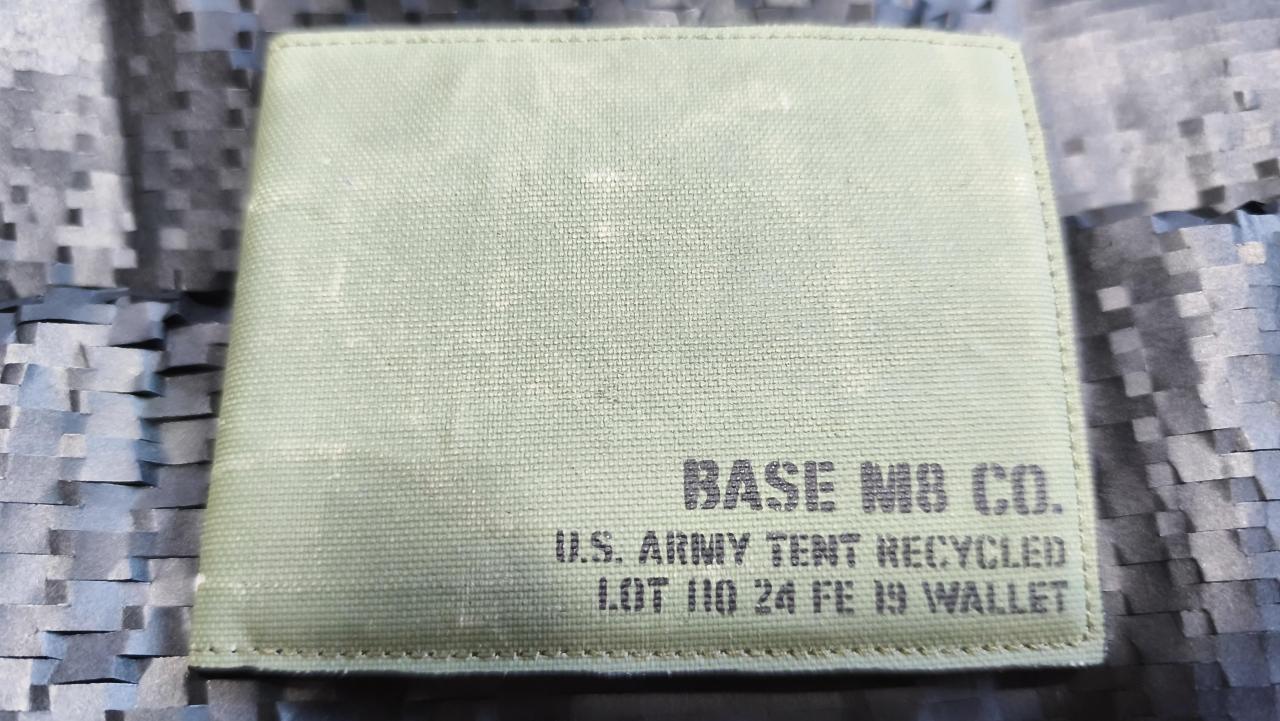 BASE M8 CO.
U.S. ARMY TENT RECYCLED
LOT 110 24 FE 19 WALLET